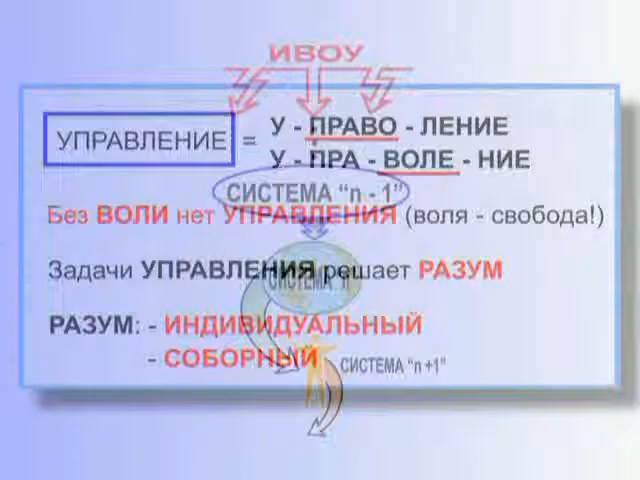 ИВОУ
УПРАВЛЕНИЕ = У - ПРАВО - ЛЕНИЕ
У - ПРА - ВОЛЕ - НИЕ
СИСТЕМА “n - 1”
Без ВОЛИ нет УПРАВЛЕНИЯ (воля - свобода!)
Задачи УПРАВЛЕНИЯ решает РАЗУМ
СИСТЕМА "n"
РАЗУМ: - ИНДИВИДУАЛЬНЫЙ
- СОБОРНЫЙ
СИСТЕМА “n +1”